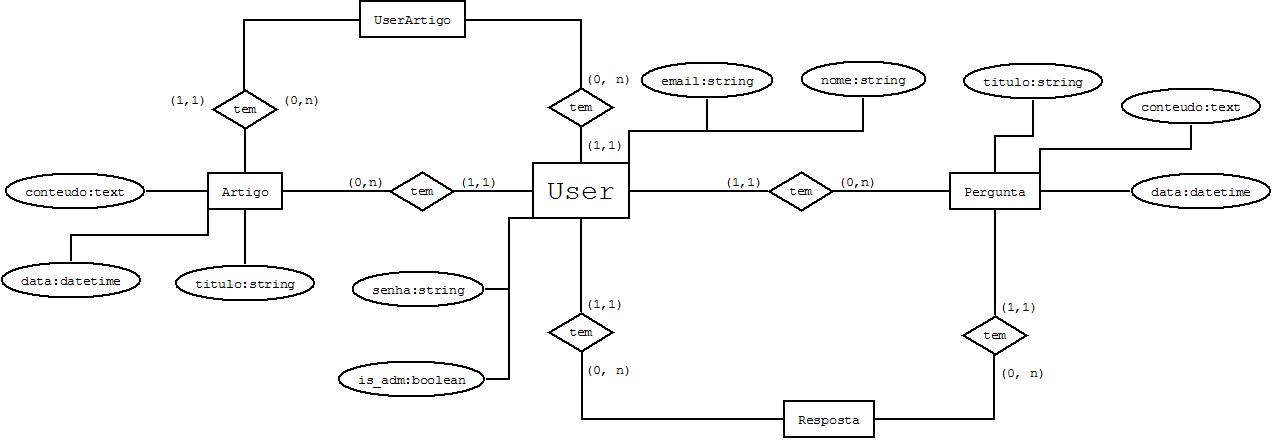 UserArtigo
(0, n)
email:string
nome:string
titulo:string
(1,1)
tem
(0,n)
tem
conteudo:text
(1,1)
conteudo:text
Artigo
(0,n)
tem
(1,1)
User
(1,1)
tem
(0,n)
Pergunta
data:datetime
data:datetime
titulo:string
senha:string
(1,1)
tem
(1,1)
tem
is_adm:boolean
(0, n)
(0, n)
Resposta